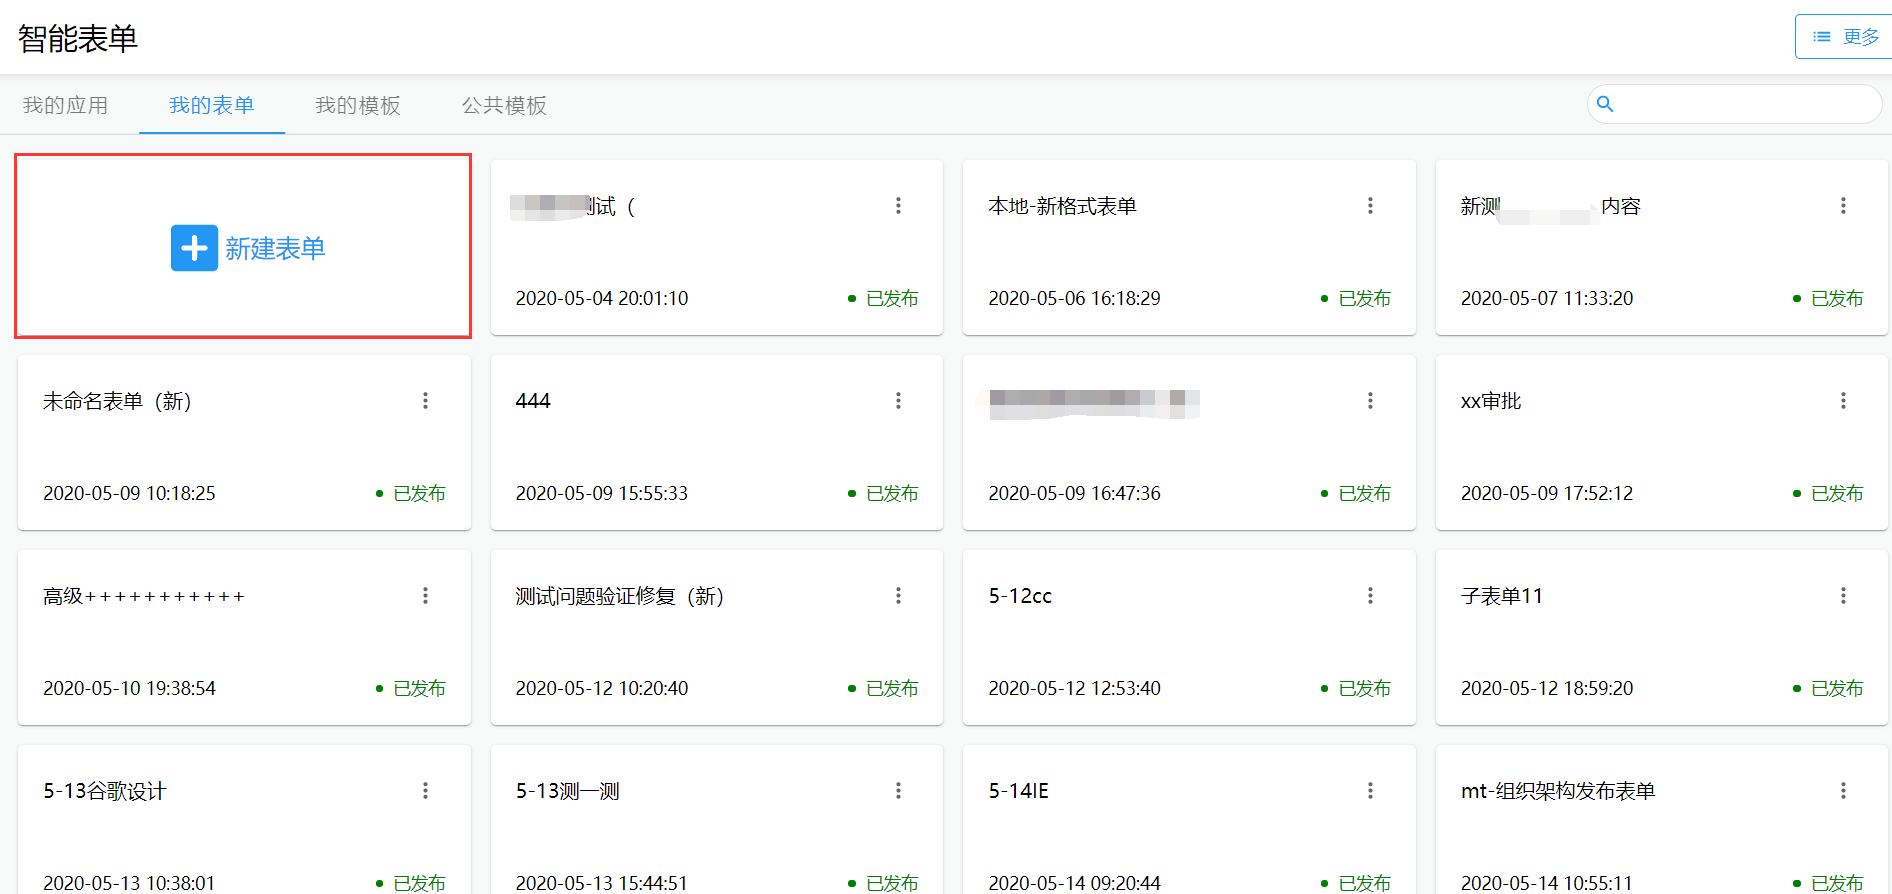 智能表单
更多
我的应用 我的表单 我的模板 公共模板
新建表单
试（
本地-新格式表单
新测 内容
2020-05-04 20:01:10 已发布
2020-05-06 16:18:29 已发布
2020-05-07 11:33:20 已发布
未命名表单（新）
444
xx审批
2020-05-09 10:18:25 已发布
2020-05-09 15:55:33 已发布
2020-05-09 16:47:36 已发布
2020-05-09 17:52:12 已发布
高级+++++++++++
测试问题验证修复（新）
5-12cc
子表单11
2020-05-10 19:38:54 已发布
2020-05-12 10:20:40 已发布
2020-05-12 12:53:40 已发布
2020-05-12 18:59:20 已发布
5-13谷歌设计
5-13测一测
5-14IE
mt-组织架构发布表单
2020-05-13 10:38:01 已发布
2020-05-13 15:44:51 已发布
2020-05-14 09:20:44 已发布
2020-05-14 10:55:11 已发布